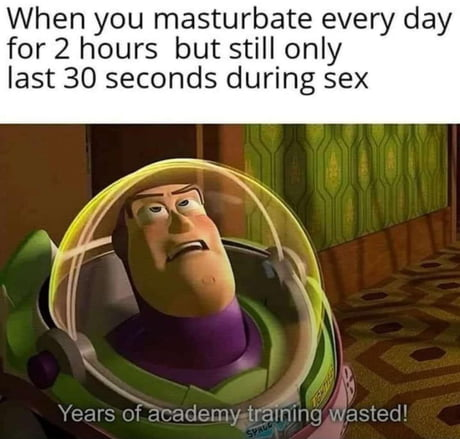 When you masturbate every day
for 2 hours but still only
last 30 seconds during sex
Years of academy training wasted!
SPACE